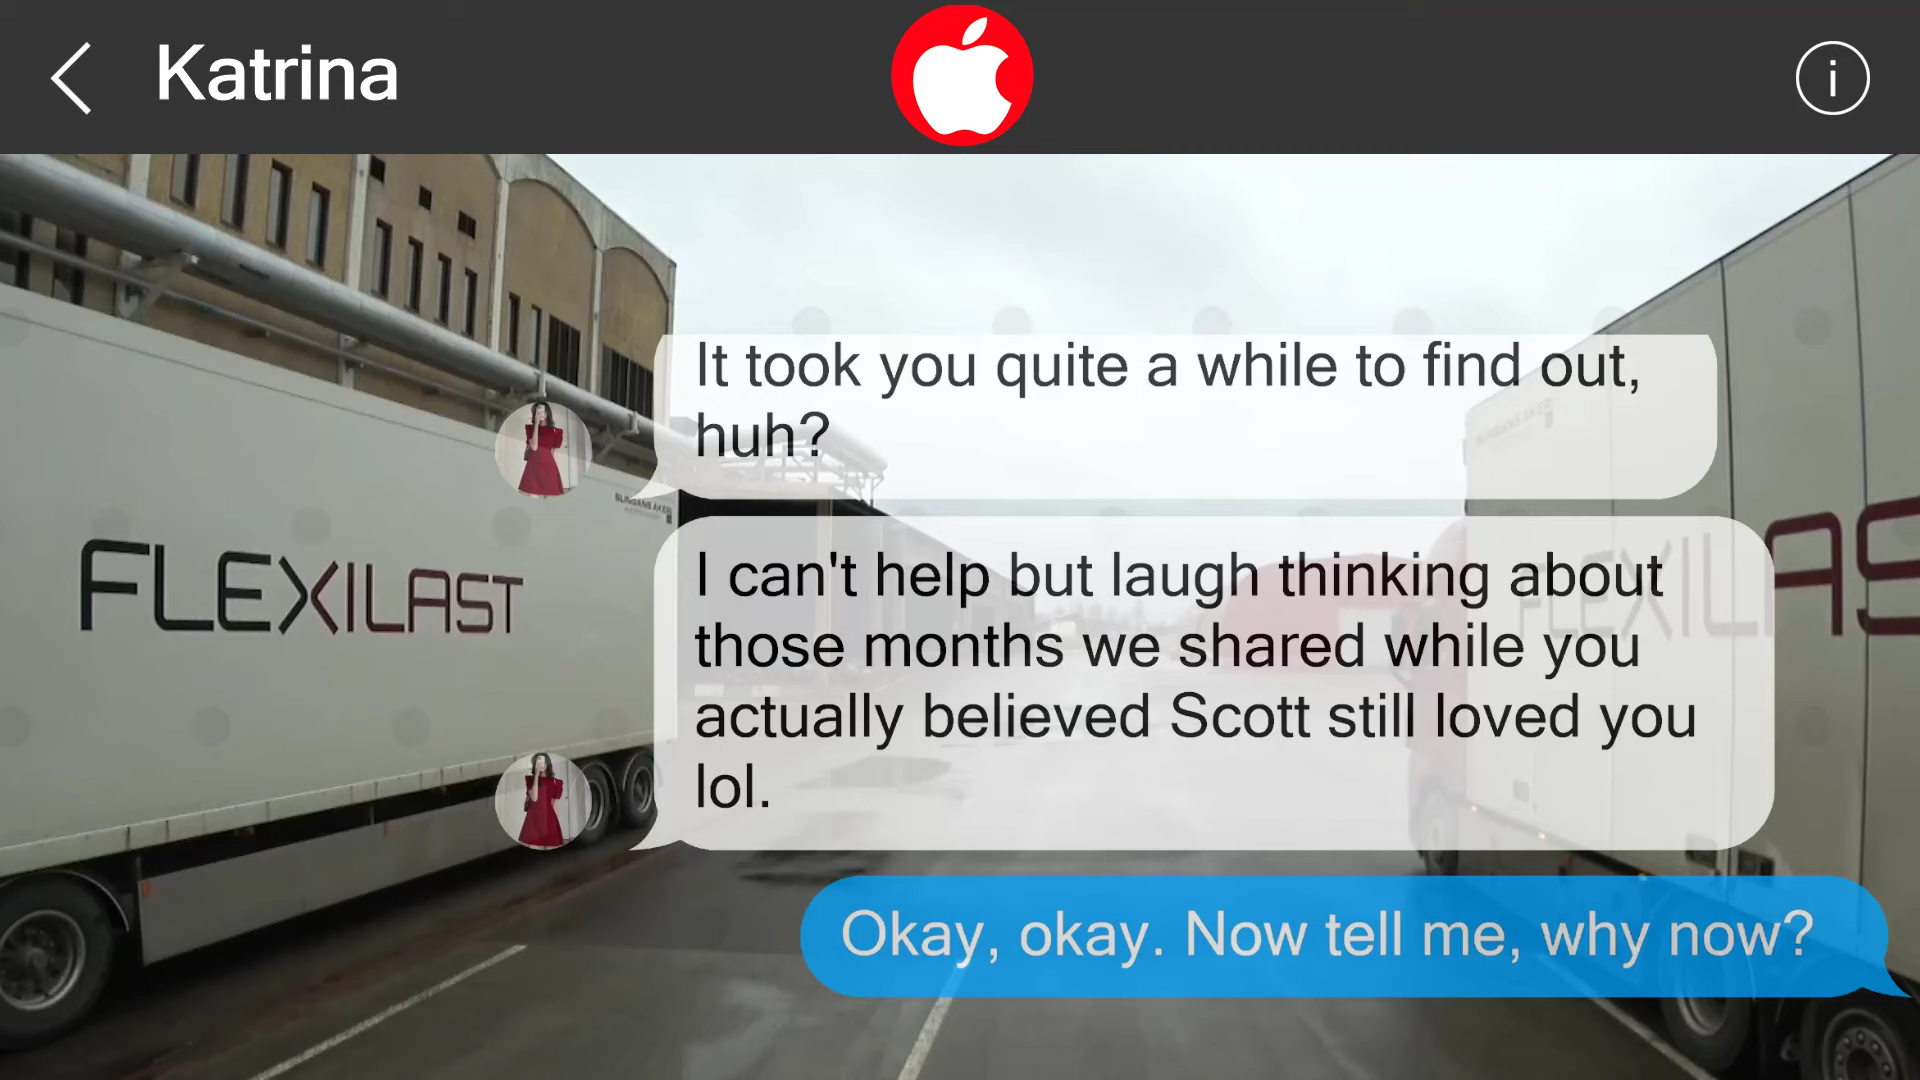 Katrina
It took you quite a while to find out,
huh?
I can't help but laugh thinking about
those months we shared while you
actually believed Scott still loved you
lol.
Okay, okay. Now tell me, why now?
FLEXILAST
FLEXILAS